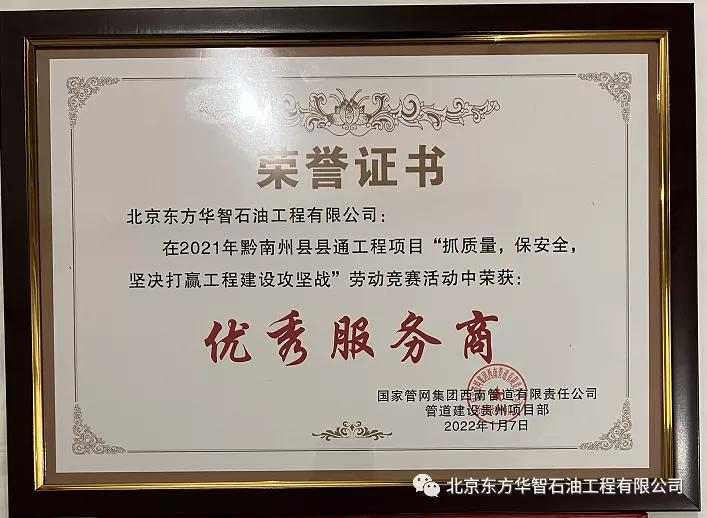 荣誉证书
北京东方华智石油工程有限公司：
在2021年黔南州县县通工程项目“抓质量，保安全，
坚决打赢工程建设攻坚战”劳动竞赛活动中荣获：
优秀服务商
国家管网集团西南管道有限责任公司
管道建设贵州项目部
2022年1月7日
北京东方华智石油工程有限公司